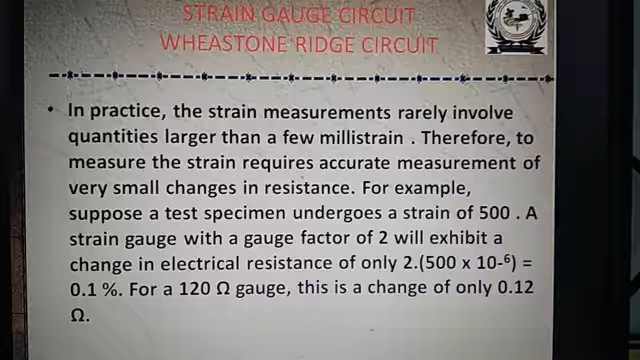 STRAIN GAUGE CIRCUIT
WHEASTONE RIDGE CIRCUIT
• In practice, the strain measurements rarely involve
quantities larger than a few millistrain . Therefore, to
measure the strain requires accurate measurement of
very small changes in resistance. For example,
suppose a test specimen undergoes a strain of 500 . A
strain gauge with a gauge factor of 2 will exhibit a
change in electrical resistance of only 2.(500 x 10-⁶) =
0.1 %. For a 120 Ω gauge, this is a change of only 0.12
Ω.